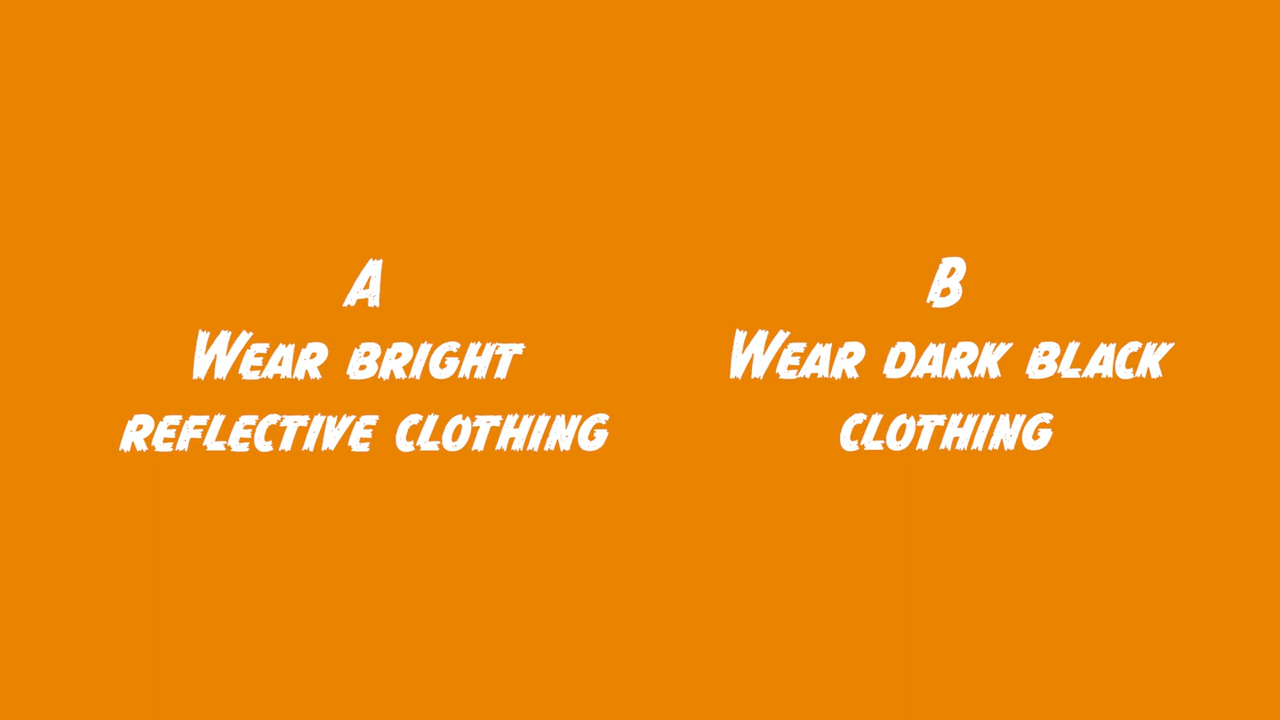 A
Wear bright
reflective clothing
B
Wear dark black
clothing